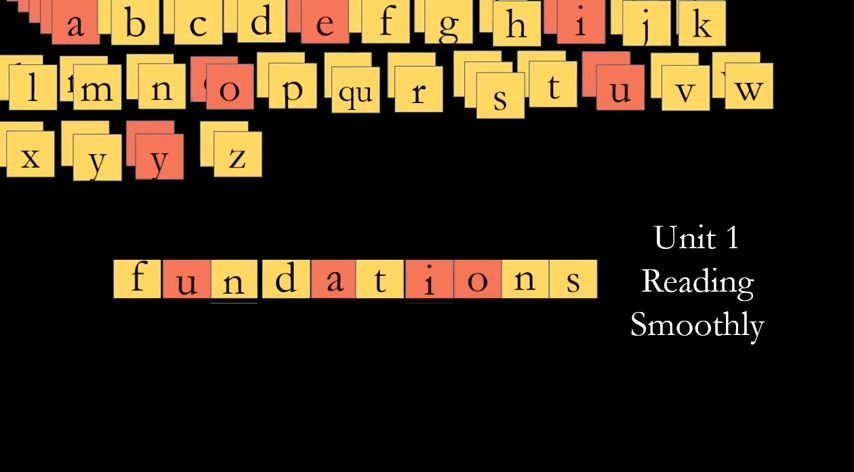 a b c d e f g h i j k
l m n o p qu r s t u v w
x y y z
fundations
Unit 1
Reading
Smoothly